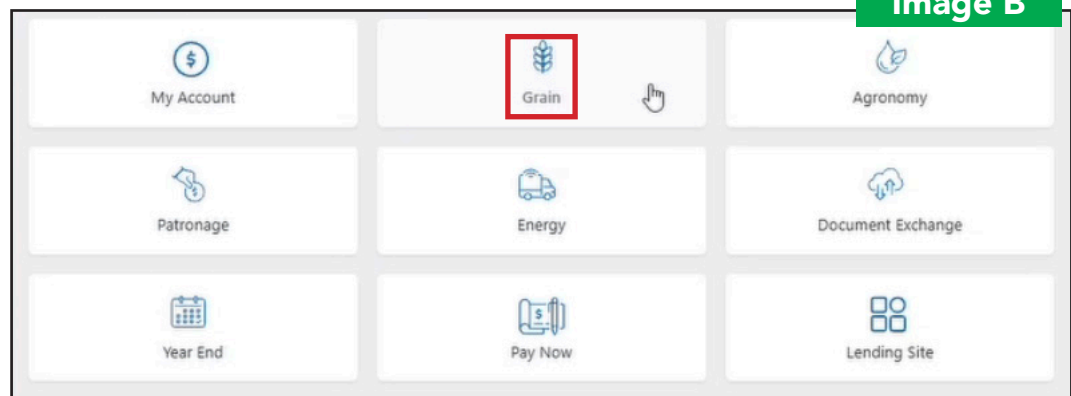 Image B
My Account
Grain
Agronomy
Patronage
Energy
Document Exchange
Year End
Pay Now
Lending Site